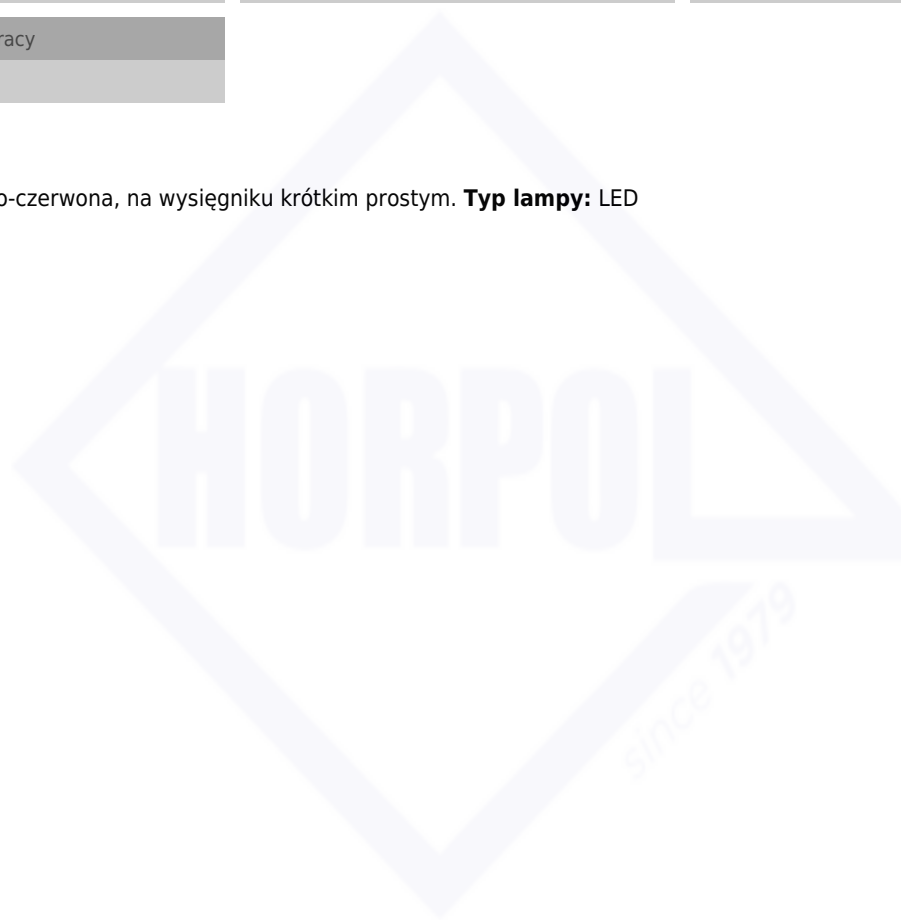 racy
o-czerwona, na wysięgniku krótkim prostym. Typ lampy: LED
HORPOL
since 1979